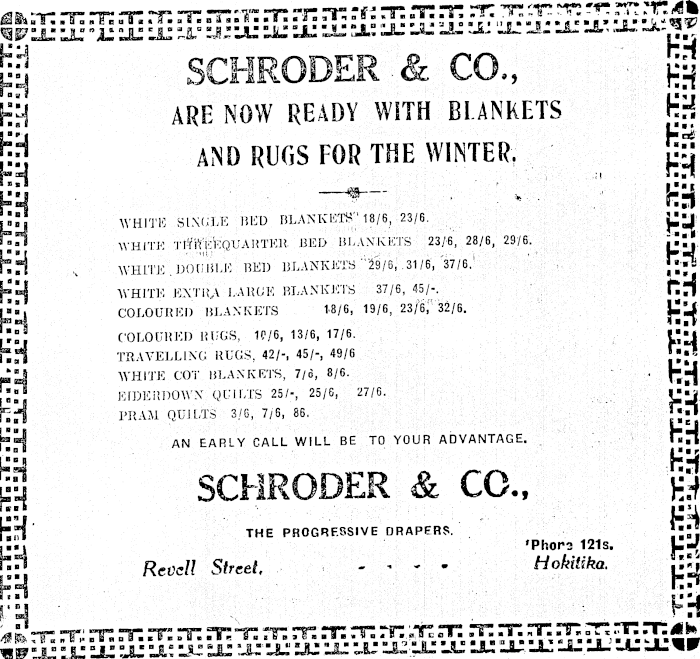 SCHRODER & CO.,
ARE NOW READY WITH BLANKETS
AND RUGS FOR THE WINTER.
WHITE SINGLE BED BLANKETS 18/6, 23/6.
WHITE THREEQUARTER BED BLANKETS 23/6, 28/6, 29/6.
WHITE DOUBLE BED BLANKETS 29/6, 31/6, 37/6.
WHITE EXTRA LARGE BLANKETS 37/6, 45/-.
COLOURED BLANKETS 18/6, 19/6, 23/6, 32/6.
COLOURED RUGS, 10/6, 13/6, 17/6.
TRAVELLING RUGS, 42/-, 45/-, 49/6
WHITE COT BLANKETS, 7/6, 8/6.
EIDERDOWN QUILTS 25/-, 25/6, 27/6.
PRAM QUILTS 3/6, 7/6, 86.
AN EARLY CALL WILL BE TO YOUR ADVANTAGE.
SCHRODER & CO.,
THE PROGRESSIVE DRAPERS.
'Phone 121s.
Revell Street, - - - - Hokitika.